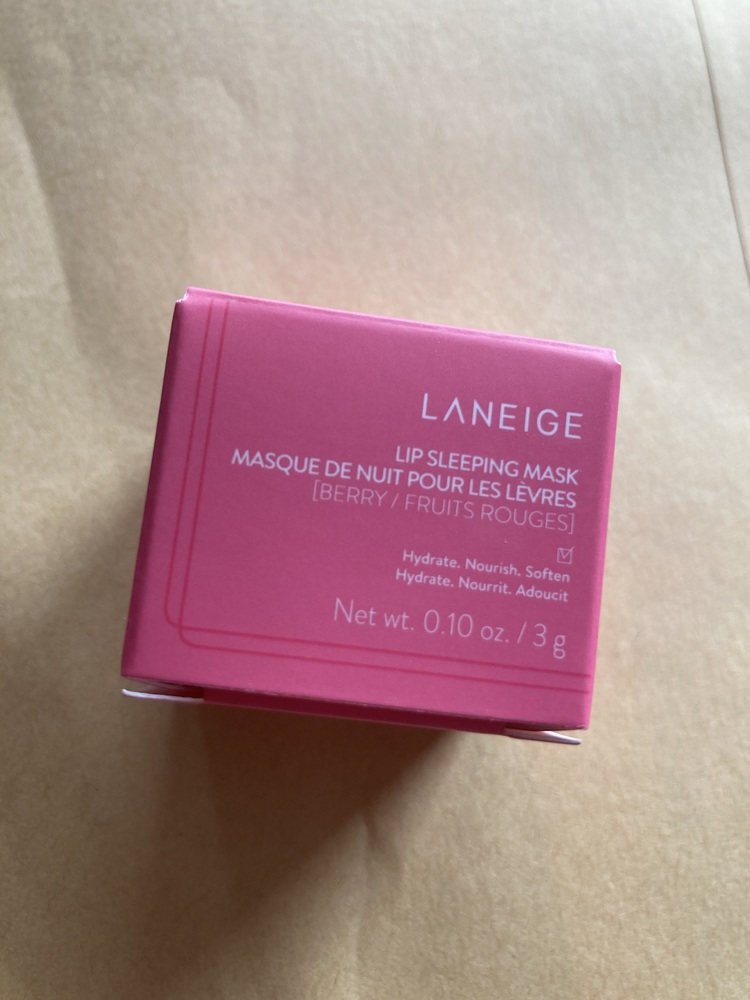 LANEIGE
LIP SLEEPING MASK
MASQUE DE NUIT POUR LES LÈVRES
[BERRY / FRUITS ROUGES]
Hydrate. Nourish. Soften
Hydrate. Nourrit. Adoucit
Net wt. 0.10 oz. / 3 g